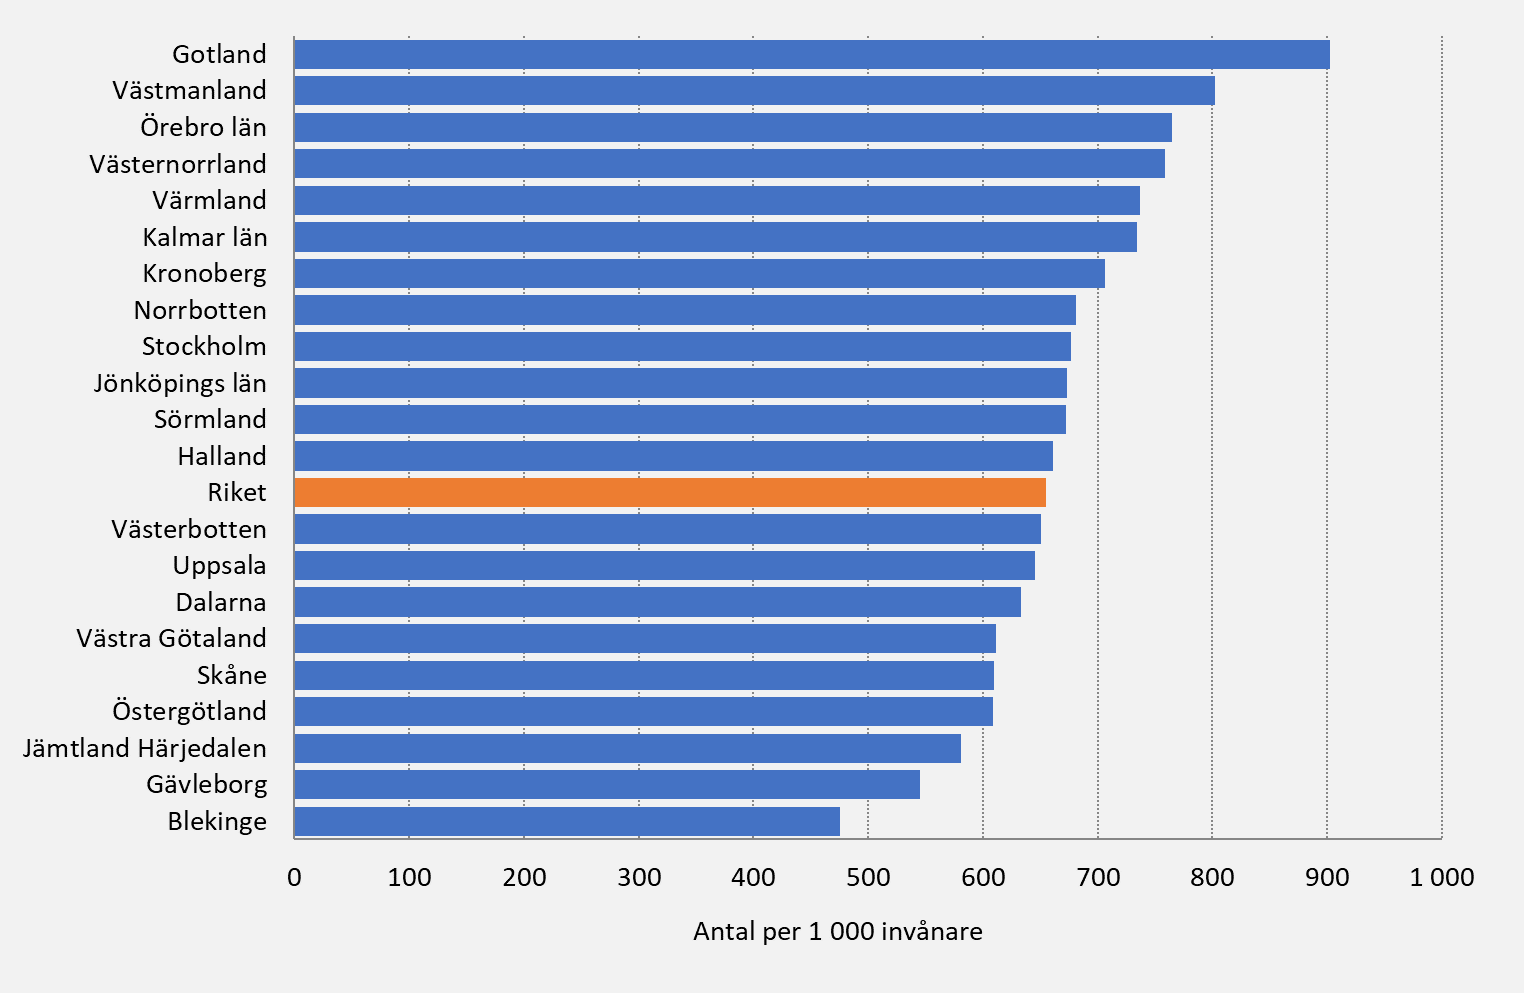 Gotland
Västmanland
Örebro län
Västernorrland
Värmland
Kalmar län
Kronoberg
Norrbotten
Stockholm
Jönköpings län
Sörmland
Halland
Riket
Västerbotten
Uppsala
Dalarna
Västra Götaland
Skåne
Östergötland
Jämtland Härjedalen
Gävleborg
Blekinge
0 100 200 300 400 500 600 700 800 900 1 000
Antal per 1 000 invånare